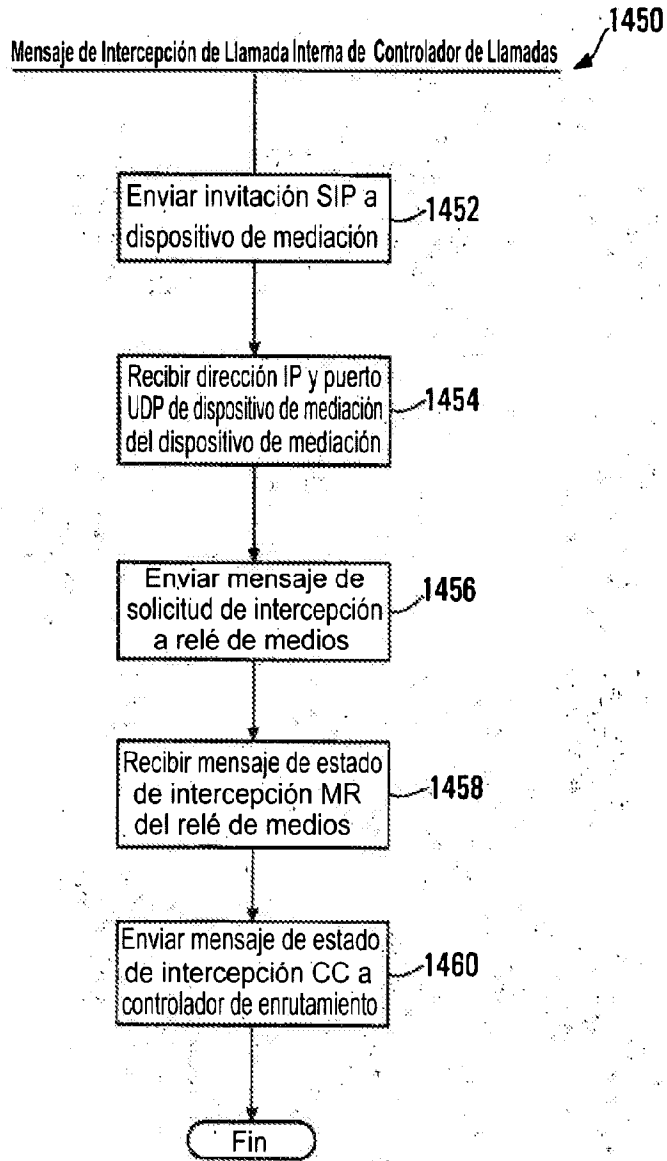 1450
Mensaje de Intercepción de Llamada Interna de Controlador de Llamadas
Enviar invitación SIP a
dispositivo de mediación
1452
Recibir dirección IP y puerto
UDP de dispositivo de mediación
del dispositivo de mediación
1454
Enviar mensaje de
solicitud de intercepción
a relé de medios
1456
Recibir mensaje de estado
de intercepción MR
del relé de medios
1458
Enviar mensaje de estado
de intercepción CC a
controlador de enrutamiento
1460
Fin